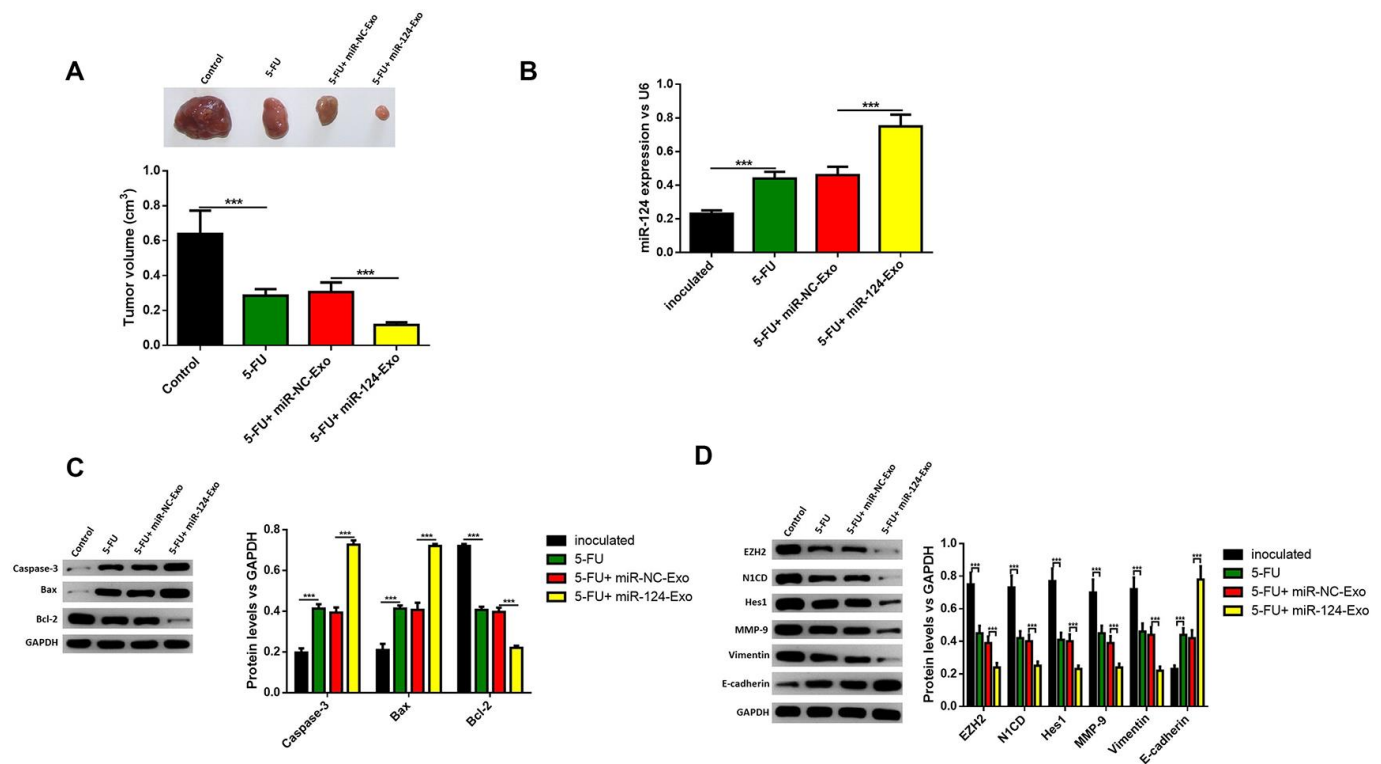 A
Control
5-FU
5-FU+ miR-NC-Exo
5-FU+ miR-124-Exo
Tumor volume (cm3)
1.0
0.8
0.6
0.4
0.2
0.0
***
***
Control
5-FU
5-FU+ miR-NC-Exo
5-FU+ miR-124-Exo
B
miR-124 expression vs U6
1.0
0.8
0.6
0.4
0.2
0.0
***
***
inoculated
5-FU
5-FU+ miR-NC-Exo
5-FU+ miR-124-Exo
C
Control
5-FU
5-FU+ miR-NC-Exo
5-FU+ miR-124-Exo
Caspase-3
Bax
Bcl-2
GAPDH
Protein levels vs GAPDH
0.8
0.6
0.4
0.2
0.0
***
***
***
***
***
***
Caspase-3
Bax
Bcl-2
inoculated
5-FU
5-FU+ miR-NC-Exo
5-FU+ miR-124-Exo
D
Control
5-FU
5-FU+ miR-NC-Exo
5-FU+ miR-124-Exo
EZH2
N1CD
Hes1
MMP-9
Vimentin
E-cadherin
GAPDH
Protein levels vs GAPDH
1.0
0.8
0.6
0.4
0.2
0.0
***
***
***
***
***
***
***
***
***
***
***
***
EZH2
N1CD
Hes1
MMP-9
Vimentin
E-cadherin
inoculated
5-FU
5-FU+ miR-NC-Exo
5-FU+ miR-124-Exo